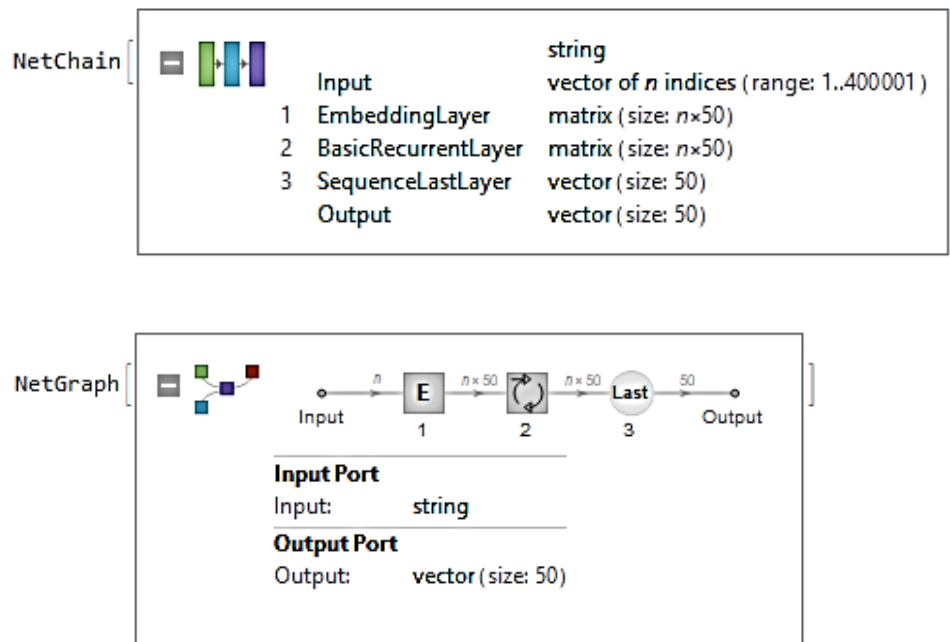 string
NetChain [
Input vector of n indices (range: 1..400001)
1 EmbeddingLayer matrix (size: n×50)
2 BasicRecurrentLayer matrix (size: n×50)
3 SequenceLastLayer vector (size: 50)
Output vector (size: 50)
NetGraph [ ]
n n × 50 n × 50 50
E Last
Input Output
1 2 3
Input Port
Input: string
Output Port
Output: vector (size: 50)